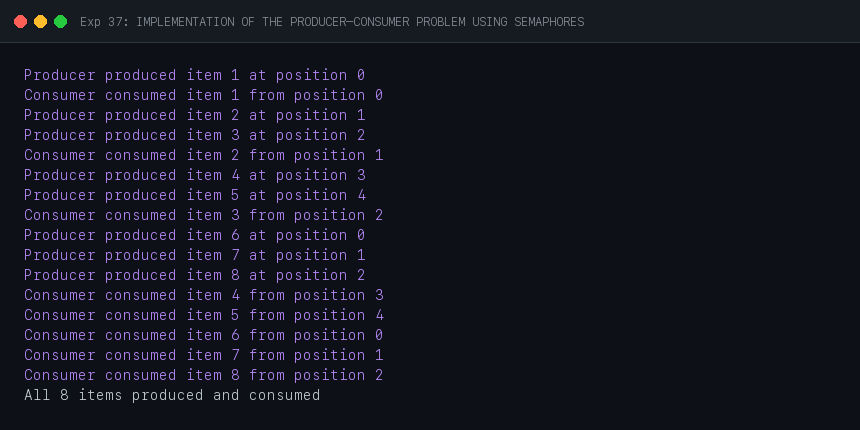 Exp 37: IMPLEMENTATION OF THE PRODUCER–CONSUMER PROBLEM USING SEMAPHORES
Producer produced item 1 at position 0
Consumer consumed item 1 from position 0
Producer produced item 2 at position 1
Producer produced item 3 at position 2
Consumer consumed item 2 from position 1
Producer produced item 4 at position 3
Producer produced item 5 at position 4
Consumer consumed item 3 from position 2
Producer produced item 6 at position 0
Producer produced item 7 at position 1
Producer produced item 8 at position 2
Consumer consumed item 4 from position 3
Consumer consumed item 5 from position 4
Consumer consumed item 6 from position 0
Consumer consumed item 7 from position 1
Consumer consumed item 8 from position 2
All 8 items produced and consumed